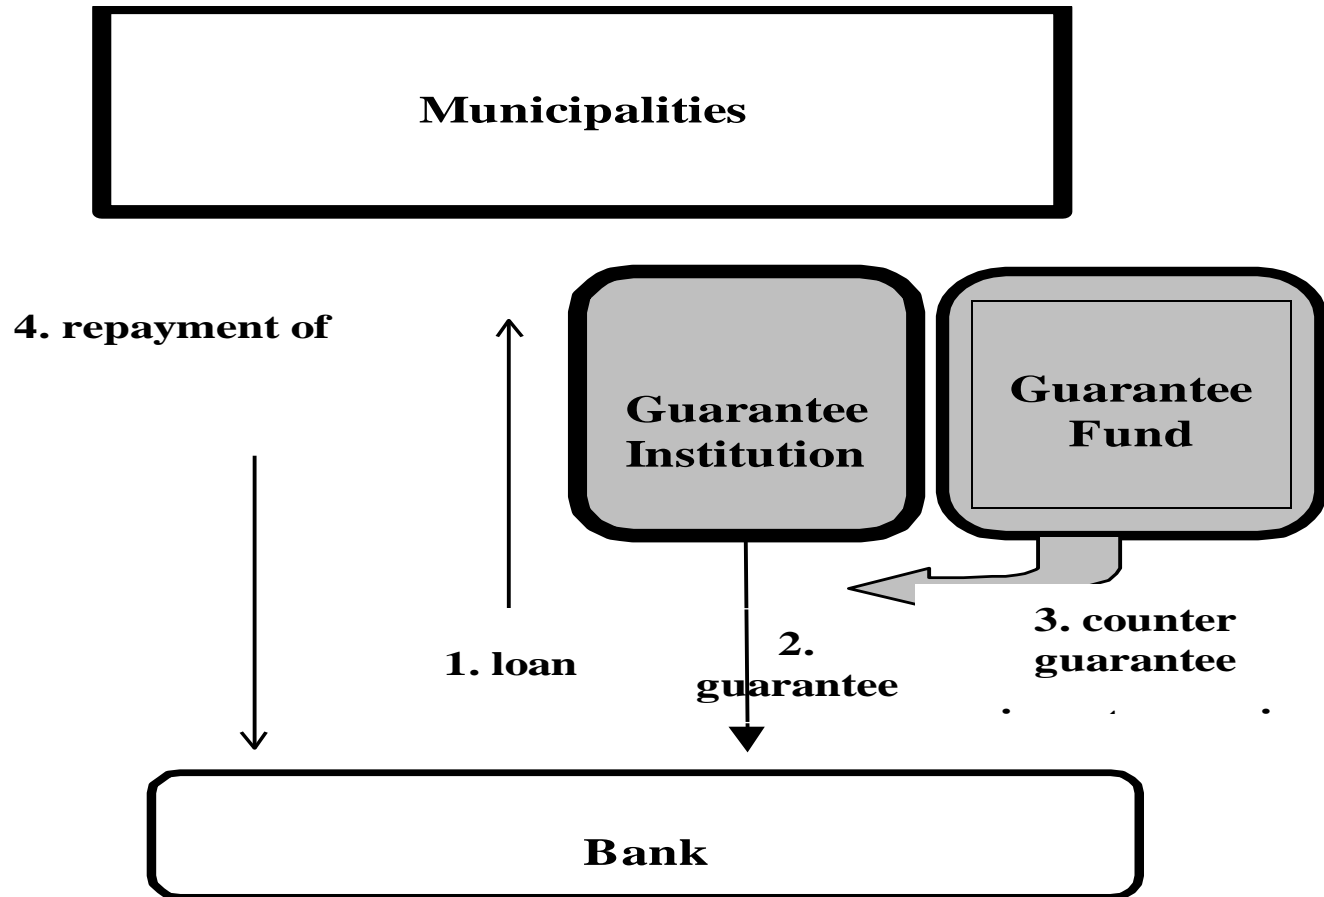 Municipalities
4. repayment of
Guarantee
Institution
Guarantee
Fund
1. loan
2.
guarantee
3. counter
guarantee
Bank